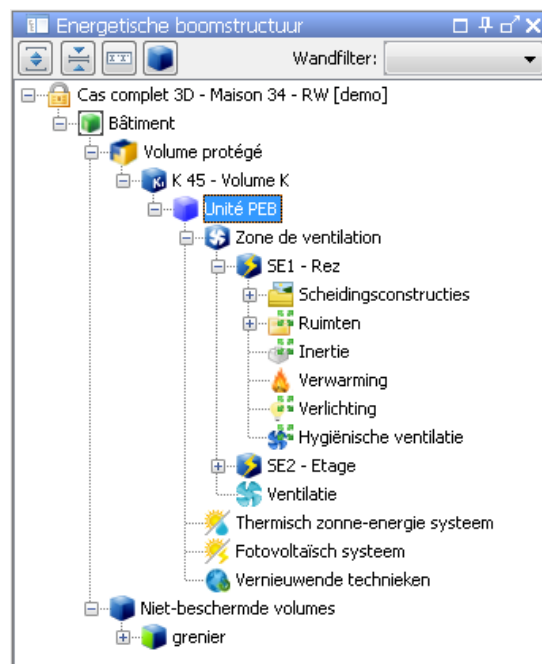 Energetische boomstructuur
Wandfilter:
Cas complet 3D - Maison 34 - RW [demo]
Bâtiment
Volume protégé
K 45 - Volume K
Unité PEB
Zone de ventilation
SE1 - Rez
Scheidingsconstructies
Ruimten
Inertie
Verwarming
Verlichting
Hygiënische ventilatie
SE2 - Etage
Ventilatie
Thermisch zonne-energie systeem
Fotovoltaïsch systeem
Vernieuwende technieken
Niet-beschermde volumes
grenier